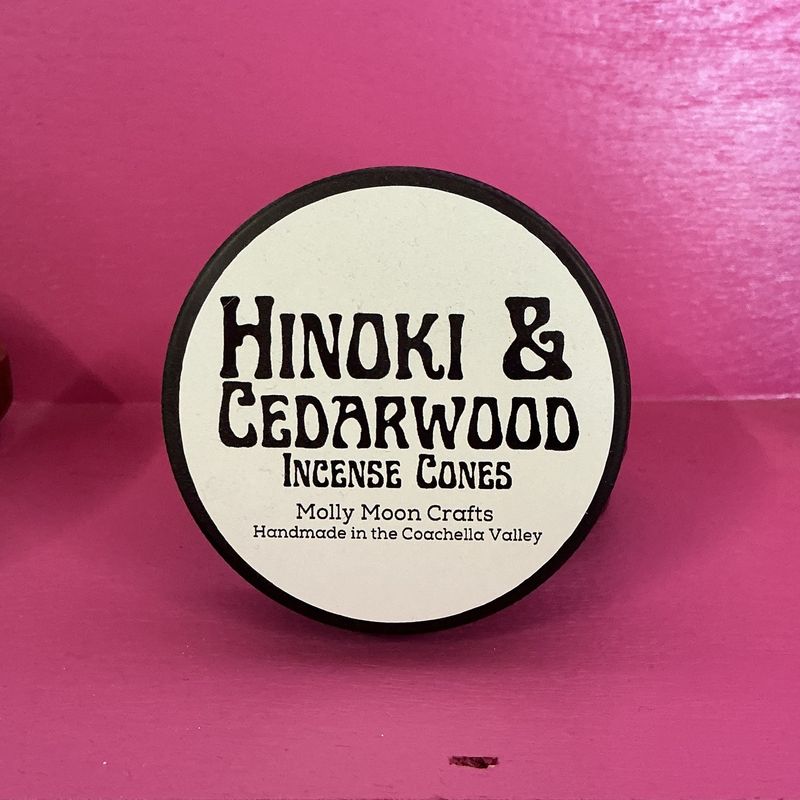 Hinoki &
Cedarwood
Incense Cones
Molly Moon Crafts
Handmade in the Coachella Valley